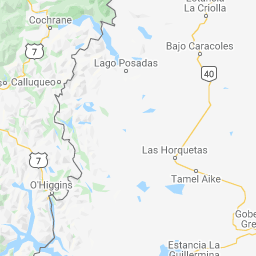 Estancia
La Criolla
Cochrane
7
Bajo Caracoles
Lago Posadas
40
Calluqueo
Las Horquetas
7
Tamel Aike
O'Higgins
Gobe
Gre
Estancia La
Guillermina